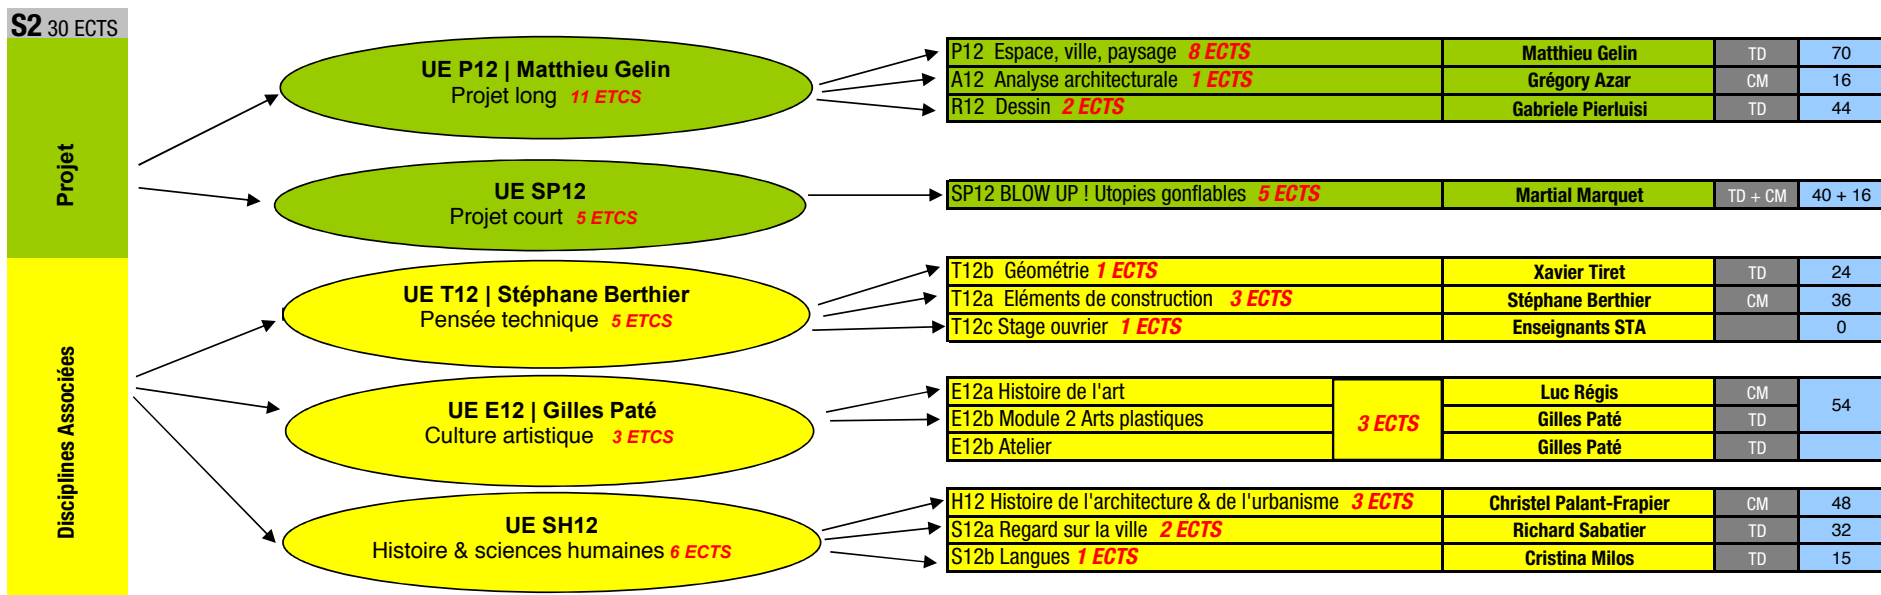 S2 30 ECTS
Projet
UE P12 | Matthieu Gelin
Projet long 11 ETCS
P12 Espace, ville, paysage 8 ECTS Matthieu Gelin TD 70
A12 Analyse architecturale 1 ECTS Grégory Azar CM 16
R12 Dessin 2 ECTS Gabriele Pierluisi TD 44
UE SP12
Projet court 5 ETCS
SP12 BLOW UP ! Utopies gonflables 5 ECTS Martial Marquet TD + CM 40 + 16
Disciplines Associées
UE T12 | Stéphane Berthier
Pensée technique 5 ETCS
T12b Géométrie 1 ECTS Xavier Tiret TD 24
T12a Eléments de construction 3 ECTS Stéphane Berthier CM 36
T12c Stage ouvrier 1 ECTS Enseignants STA 0
UE E12 | Gilles Paté
Culture artistique 3 ETCS
E12a Histoire de l'art Luc Régis CM
E12b Module 2 Arts plastiques 3 ECTS Gilles Paté TD 54
E12b Atelier Gilles Paté TD
UE SH12
Histoire & sciences humaines 6 ECTS
H12 Histoire de l'architecture & de l'urbanisme 3 ECTS Christel Palant-Frapier CM 48
S12a Regard sur la ville 2 ECTS Richard Sabatier TD 32
S12b Langues 1 ECTS Cristina Milos TD 15